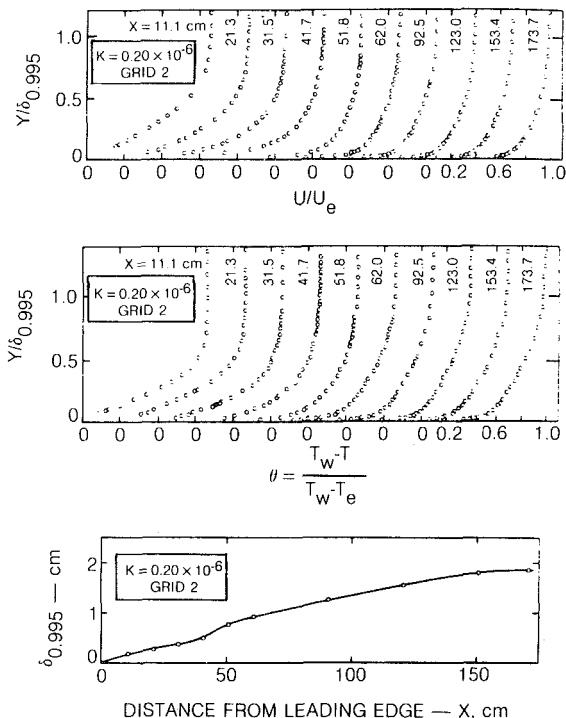 X = 11.1 cm 21.3 31.5 41.7 51.8 62.0 92.5 123.0 153.4 173.7
K = 0.20 × 10⁻⁶
GRID 2
Y/δ0.995
1.0
0.5
0
0 0 0 0 0 0 0 0 0 0.2 0.6 1.0
U/Ue
X = 11.1 cm 21.3 31.5 41.7 51.8 62.0 92.5 123.0 153.4 173.7
K = 0.20 × 10⁻⁶
GRID 2
Y/δ0.995
1.0
0.5
0
0 0 0 0 0 0 0 0 0 0.2 0.6 1.0
θ = Tw-T / Tw-Te
K = 0.20 × 10⁻⁶
GRID 2
δ0.995 — cm
2
1
0
0 50 100 150
DISTANCE FROM LEADING EDGE — X, cm